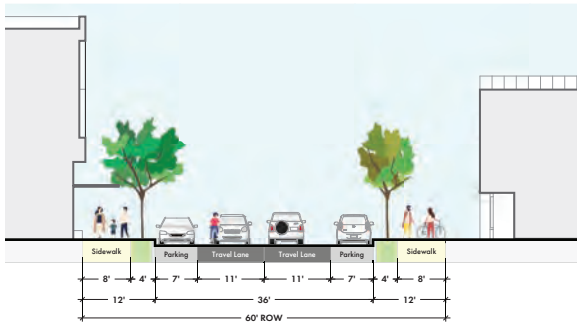 Sidewalk Parking Travel Lane Travel Lane Parking Sidewalk
8' 4' 7' 11' 11' 7' 4' 8'
12' 36' 12'
60' ROW